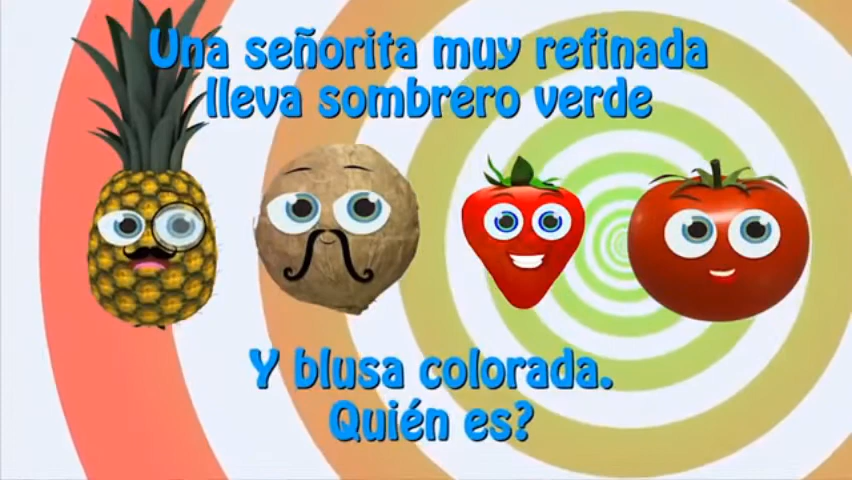 Una señorita muy refinada
lleva sombrero verde
Y blusa colorada.
Quién es?